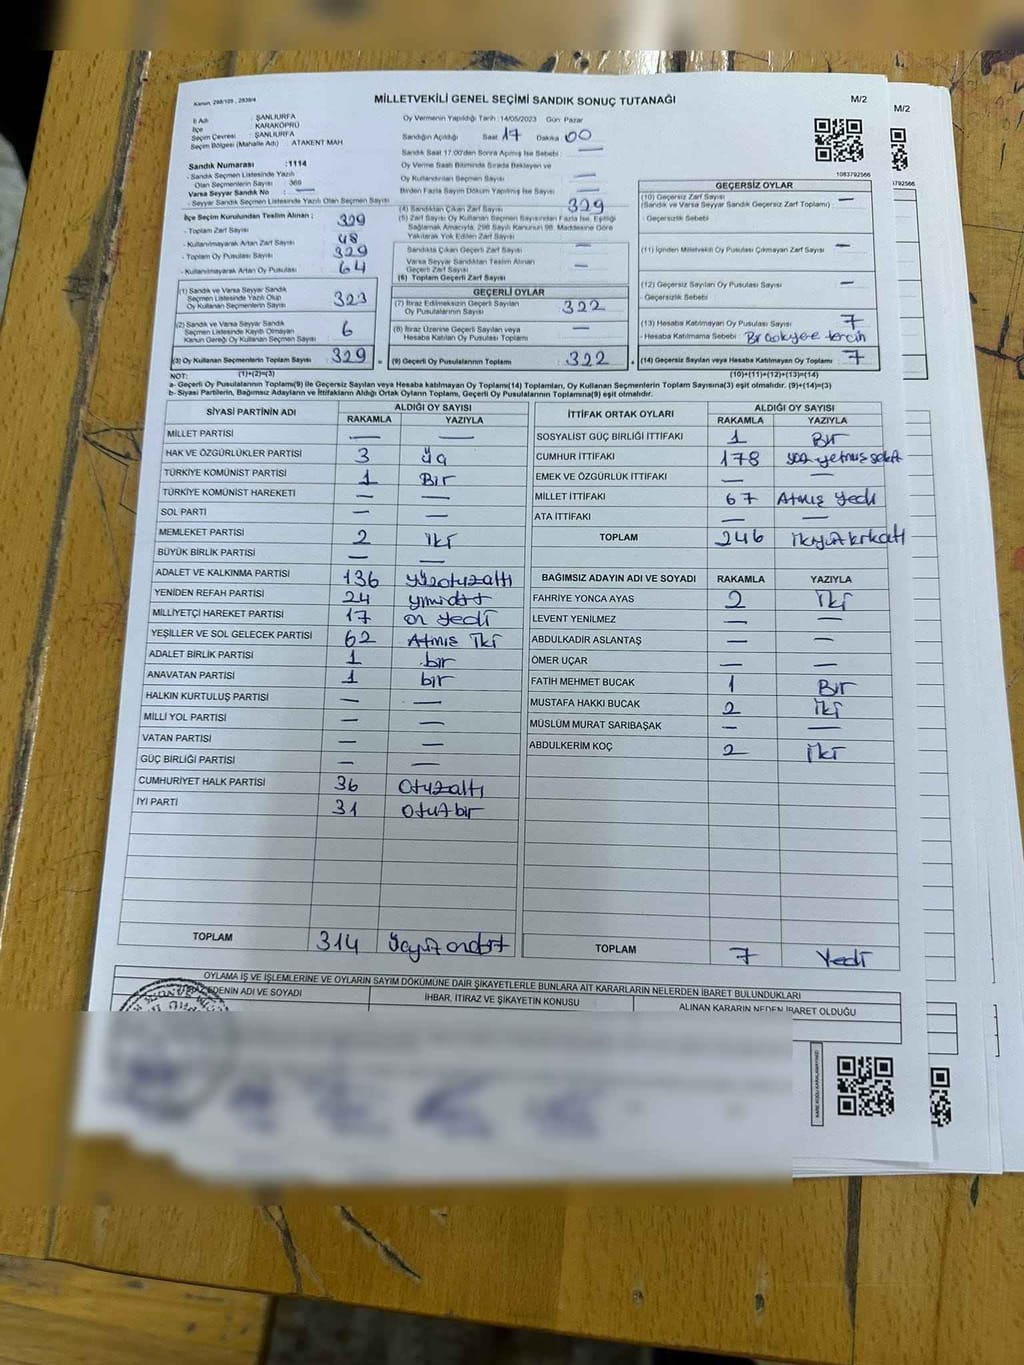 Kanun, 298/105 , 2839/4
MİLLETVEKİLİ GENEL SEÇİMİ SANDIK SONUÇ TUTANAĞI
M/2
M/2
İl Adı : ŞANLIURFA
İlçe : KARAKÖPRÜ
Seçim Çevresi : ŞANLIURFA
Seçim Bölgesi (Mahalle Adı) : ATAKENT MAH
Sandık Numarası :1114
- Sandık Seçmen Listesinde Yazılı
Olan Seçmenlerin Sayısı : 369
Varsa Seyyar Sandık No : —
- Seyyar Sandık Seçmen Listesinde Yazılı Olan Seçmen Sayısı
Oy Vermenin Yapıldığı Tarih :14/05/2023 Gün: Pazar
Sandığın Açıldığı Saat 17 Dakika 00
Sandık Saat 17:00'den Sonra Açılmış İse Sebebi : —
Oy Verme Saati Bitiminde Sırada Bekleyen ve
Oy Kullandırılan Seçmen Sayısı —
Birden Fazla Sayım Döküm Yapılmış İse Sayısı —
1083792566
İlçe Seçim Kurulundan Teslim Alınan ;
- Toplam Zarf Sayısı 329
- Kullanılmayarak Artan Zarf Sayısı 48
- Toplam Oy Pusulası Sayısı 329
- Kullanılmayarak Artan Oy Pusulası 64
(1) Sandık ve Varsa Seyyar Sandık
Seçmen Listesinde Yazılı Olup
Oy Kullanan Seçmenlerin Sayısı 323
(2) Sandık ve Varsa Seyyar Sandık
Seçmen Listesinde Kayıtlı Olmayan
Kanun Gereği Oy Kullanan Seçmen Sayısı 6
(3) Oy Kullanan Seçmenlerin Toplam Sayısı : 329
(1)+(2)=(3)
(4) Sandıktan Çıkan Zarf Sayısı 329
(5) Zarf Sayısı Oy Kullanan Seçmen Sayısından Fazla İse, Eşitliği
Sağlamak Amacıyla, 298 Sayılı Kanunun 98. Maddesine Göre
Yakılarak Yok Edilen Zarf Sayısı
Sandıkta Çıkan Geçerli Zarf Sayısı —
Varsa Seyyar Sandıktan Teslim Alınan
Geçerli Zarf Sayısı —
(6) Toplam Geçerli Zarf Sayısı
GEÇERLİ OYLAR
(7) İtiraz Edilmeksizin Geçerli Sayılan
Oy Pusulalarının Sayısı : 322
(8) İtiraz Üzerine Geçerli Sayılan veya
Hesaba Katılan Oy Pusulaları Toplamı —
= (9) Geçerli Oy Pusulalarının Toplamı : 322
GEÇERSİZ OYLAR
(10) Geçersiz Zarf Sayısı —
(Sandık ve Varsa Seyyar Sandık Geçersiz Zarf Toplamı) :
- Geçersizlik Sebebi :
(11) İçinden Milletvekili Oy Pusulası Çıkmayan Zarf Sayısı —
(12) Geçersiz Sayılan Oy Pusulası Sayısı —
Geçersizlik Sebebi :
(13) Hesaba Katılmayan Oy Pusulası Sayısı 7
- Hesaba Katılmama Sebebi :
+ (14) Geçersiz Sayılan veya Hesaba Katılmayan Oy Toplamı : 7
(10)+(11)+(12)+(13)=(14)
NOT:
a- Geçerli Oy Pusulalarının Toplamı(9) ile Geçersiz Sayılan veya Hesaba katılmayan Oy Toplamı(14) Toplamları, Oy Kullanan Seçmenlerin Toplam Sayısına(3) eşit olmalıdır. (9)+(14)=(3)
b- Siyasi Partilerin, Bağımsız Adayların ve İttifakların Aldığı Ortak Oyların Toplamı, Geçerli Oy Pusulalarının Toplamına(9) eşit olmalıdır.
SİYASİ PARTİNİN ADI ALDIĞI OY SAYISI
RAKAMLA YAZIYLA
MİLLET PARTİSİ — —
HAK VE ÖZGÜRLÜKLER PARTİSİ 3 üç
TÜRKİYE KOMÜNİST PARTİSİ 1 Bir
TÜRKİYE KOMÜNİST HAREKETİ — —
SOL PARTİ — —
MEMLEKET PARTİSİ 2 iki
BÜYÜK BİRLİK PARTİSİ — —
ADALET VE KALKINMA PARTİSİ 136 yüzotuzaltı
YENİDEN REFAH PARTİSİ 24 yirmidört
MİLLİYETÇİ HAREKET PARTİSİ 17 on yedi
YEŞİLLER VE SOL GELECEK PARTİSİ 62 Atmış iki
ADALET BİRLİK PARTİSİ 1 bir
ANAVATAN PARTİSİ 1 bir
HALKIN KURTULUŞ PARTİSİ — —
MİLLİ YOL PARTİSİ — —
VATAN PARTİSİ — —
GÜÇ BİRLİĞİ PARTİSİ — —
CUMHURİYET HALK PARTİSİ 36 Otuzaltı
İYİ PARTİ 31 Otuzbir
TOPLAM 314 üçyüz ondört
İTTİFAK ORTAK OYLARI ALDIĞI OY SAYISI
RAKAMLA YAZIYLA
SOSYALİST GÜÇ BİRLİĞİ İTTİFAKI 1 Bir
CUMHUR İTTİFAKI 178
EMEK VE ÖZGÜRLÜK İTTİFAKI — —
MİLLET İTTİFAKI 67 Atmış yedi
ATA İTTİFAKI — —
TOPLAM 246 ikiyüzkırkaltı
BAĞIMSIZ ADAYIN ADI VE SOYADI RAKAMLA YAZIYLA
FAHRİYE YONCA AYAS 2 iki
LEVENT YENİLMEZ — —
ABDULKADİR ASLANTAŞ — —
ÖMER UÇAR — —
FATİH MEHMET BUCAK 1 Bir
MUSTAFA HAKKI BUCAK 2 iki
MÜSLÜM MURAT SARIBAŞAK — —
ABDULKERİM KOÇ 2 iki
TOPLAM 7 Yedi
OYLAMA İŞ VE İŞLEMLERİNE VE OYLARIN SAYIM DÖKÜMÜNE DAİR ŞİKAYETLERLE BUNLARA AİT KARARLARIN NELERDEN İBARET BULUNDUKLARI
EDENİN ADI VE SOYADI İHBAR, İTİRAZ VE ŞİKAYETİN KONUSU ALINAN KARARIN NEDEN İBARET OLDUĞU